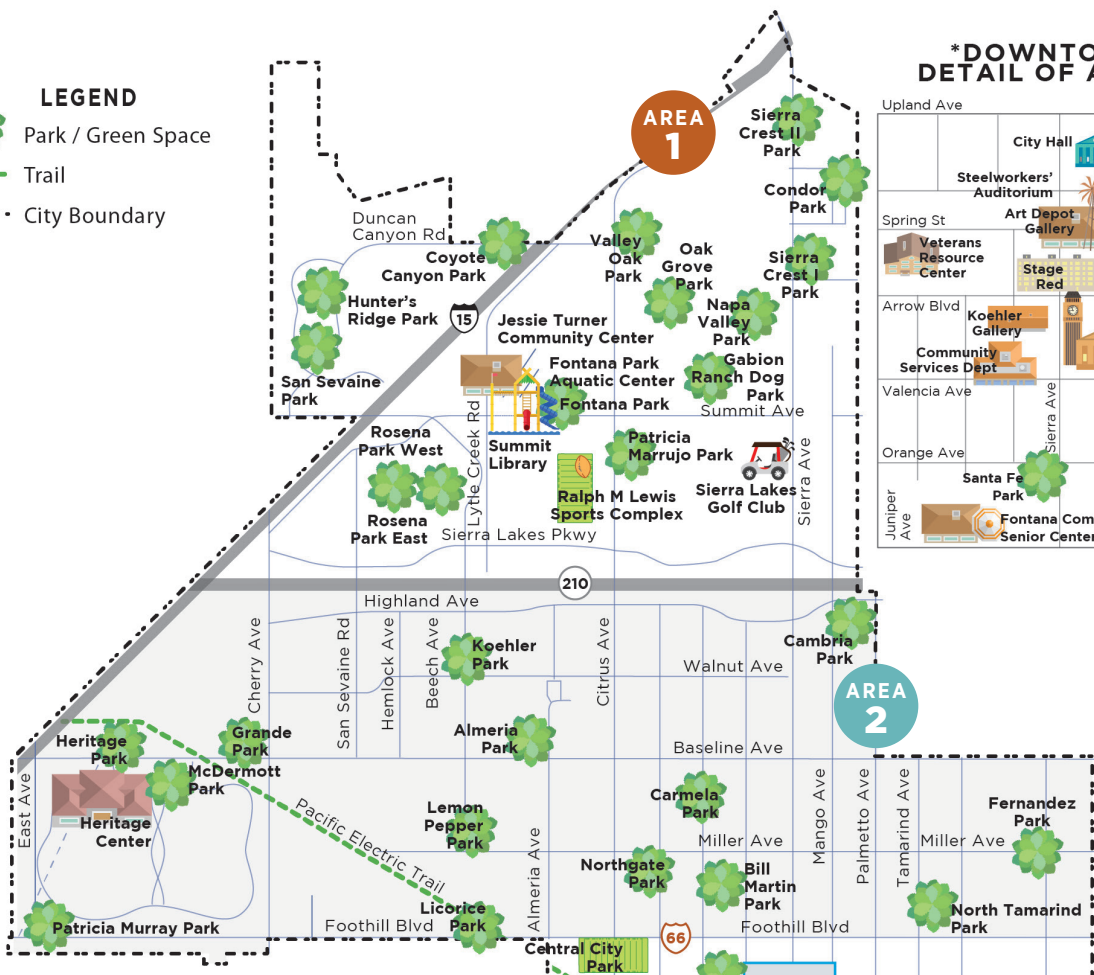 LEGEND
Park / Green Space
Trail
City Boundary
AREA
1
*DOWNTO
DETAIL OF A
Upland Ave
City Hall
Steelworkers'
Auditorium
Spring St
Art Depot
Gallery
Veterans
Resource
Center
Stage
Red
Arrow Blvd
Koehler
Gallery
Community
Services Dept
Valencia Ave
Sierra Ave
Orange Ave
Santa Fe
Park
Juniper
Ave
Fontana Com
Senior Center
Sierra
Crest II
Park
Condor
Park
Duncan
Canyon Rd
Coyote
Canyon Park
Valley
Oak
Park
Oak
Grove
Park
Sierra
Crest I
Park
Hunter's
Ridge Park
15
Napa
Valley
Park
Jessie Turner
Community Center
Fontana Park
Aquatic Center
Fontana Park
Gabion
Ranch Dog
Park
San Sevaine
Park
Summit Ave
Lytle Creek Rd
Rosena
Park West
Summit
Library
Patricia
Marrujo Park
Sierra Ave
Ralph M Lewis
Sports Complex
Sierra Lakes
Golf Club
Rosena
Park East
Sierra Lakes Pkwy
210
Highland Ave
Cherry Ave
San Sevaine Rd
Hemlock Ave
Beech Ave
Koehler
Park
Citrus Ave
Walnut Ave
Cambria
Park
AREA
2
Heritage
Park
Grande
Park
Almeria
Park
Baseline Ave
McDermott
Park
East Ave
Heritage
Center
Pacific Electric Trail
Lemon
Pepper
Park
Almeria Ave
Carmela
Park
Mango Ave
Palmetto Ave
Tamarind Ave
Fernandez
Park
Miller Ave
Miller Ave
Northgate
Park
Bill
Martin
Park
Licorice
Park
North Tamarind
Park
Patricia Murray Park
Foothill Blvd
66
Foothill Blvd
Central City
Park